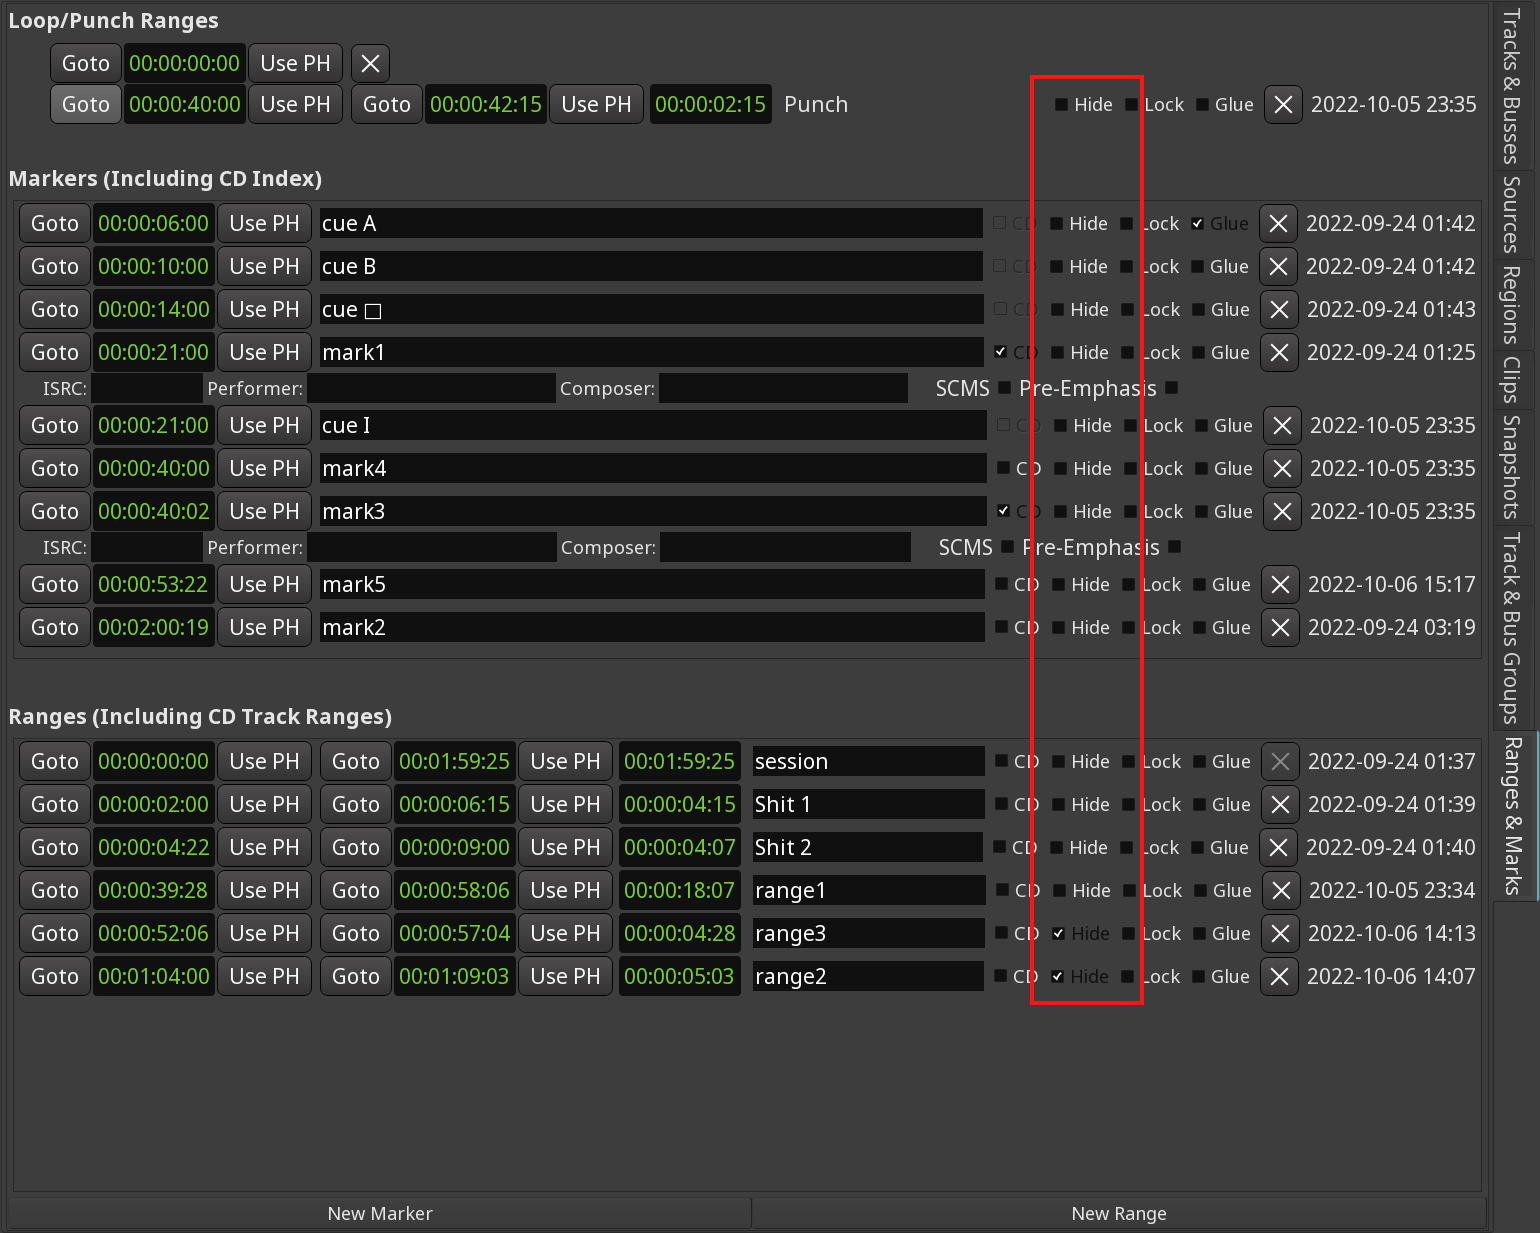 Loop/Punch Ranges
Goto 00:00:00:00 Use PH
Goto 00:00:40:00 Use PH Goto 00:00:42:15 Use PH 00:00:02:15 Punch Hide Lock Glue 2022-10-05 23:35
Markers (Including CD Index)
Goto 00:00:06:00 Use PH cue A CD Hide Lock Glue 2022-09-24 01:42
Goto 00:00:10:00 Use PH cue B CD Hide Lock Glue 2022-09-24 01:42
Goto 00:00:14:00 Use PH cue □ CD Hide Lock Glue 2022-09-24 01:43
Goto 00:00:21:00 Use PH mark1 CD Hide Lock Glue 2022-09-24 01:25
ISRC: Performer: Composer: SCMS Pre-Emphasis
Goto 00:00:21:00 Use PH cue I CD Hide Lock Glue 2022-10-05 23:35
Goto 00:00:40:00 Use PH mark4 CD Hide Lock Glue 2022-10-05 23:35
Goto 00:00:40:02 Use PH mark3 CD Hide Lock Glue 2022-10-05 23:35
ISRC: Performer: Composer: SCMS Pre-Emphasis
Goto 00:00:53:22 Use PH mark5 CD Hide Lock Glue 2022-10-06 15:17
Goto 00:02:00:19 Use PH mark2 CD Hide Lock Glue 2022-09-24 03:19
Ranges (Including CD Track Ranges)
Goto 00:00:00:00 Use PH Goto 00:01:59:25 Use PH 00:01:59:25 session CD Hide Lock Glue 2022-09-24 01:37
Goto 00:00:02:00 Use PH Goto 00:00:06:15 Use PH 00:00:04:15 Shit 1 CD Hide Lock Glue 2022-09-24 01:39
Goto 00:00:04:22 Use PH Goto 00:00:09:00 Use PH 00:00:04:07 Shit 2 CD Hide Lock Glue 2022-09-24 01:40
Goto 00:00:39:28 Use PH Goto 00:00:58:06 Use PH 00:00:18:07 range1 CD Hide Lock Glue 2022-10-05 23:34
Goto 00:00:52:06 Use PH Goto 00:00:57:04 Use PH 00:00:04:28 range3 CD Hide Lock Glue 2022-10-06 14:13
Goto 00:01:04:00 Use PH Goto 00:01:09:03 Use PH 00:00:05:03 range2 CD Hide Lock Glue 2022-10-06 14:07
New Marker New Range
Tracks & Busses
Sources
Regions
Clips
Snapshots
Track & Bus Groups
Ranges & Marks